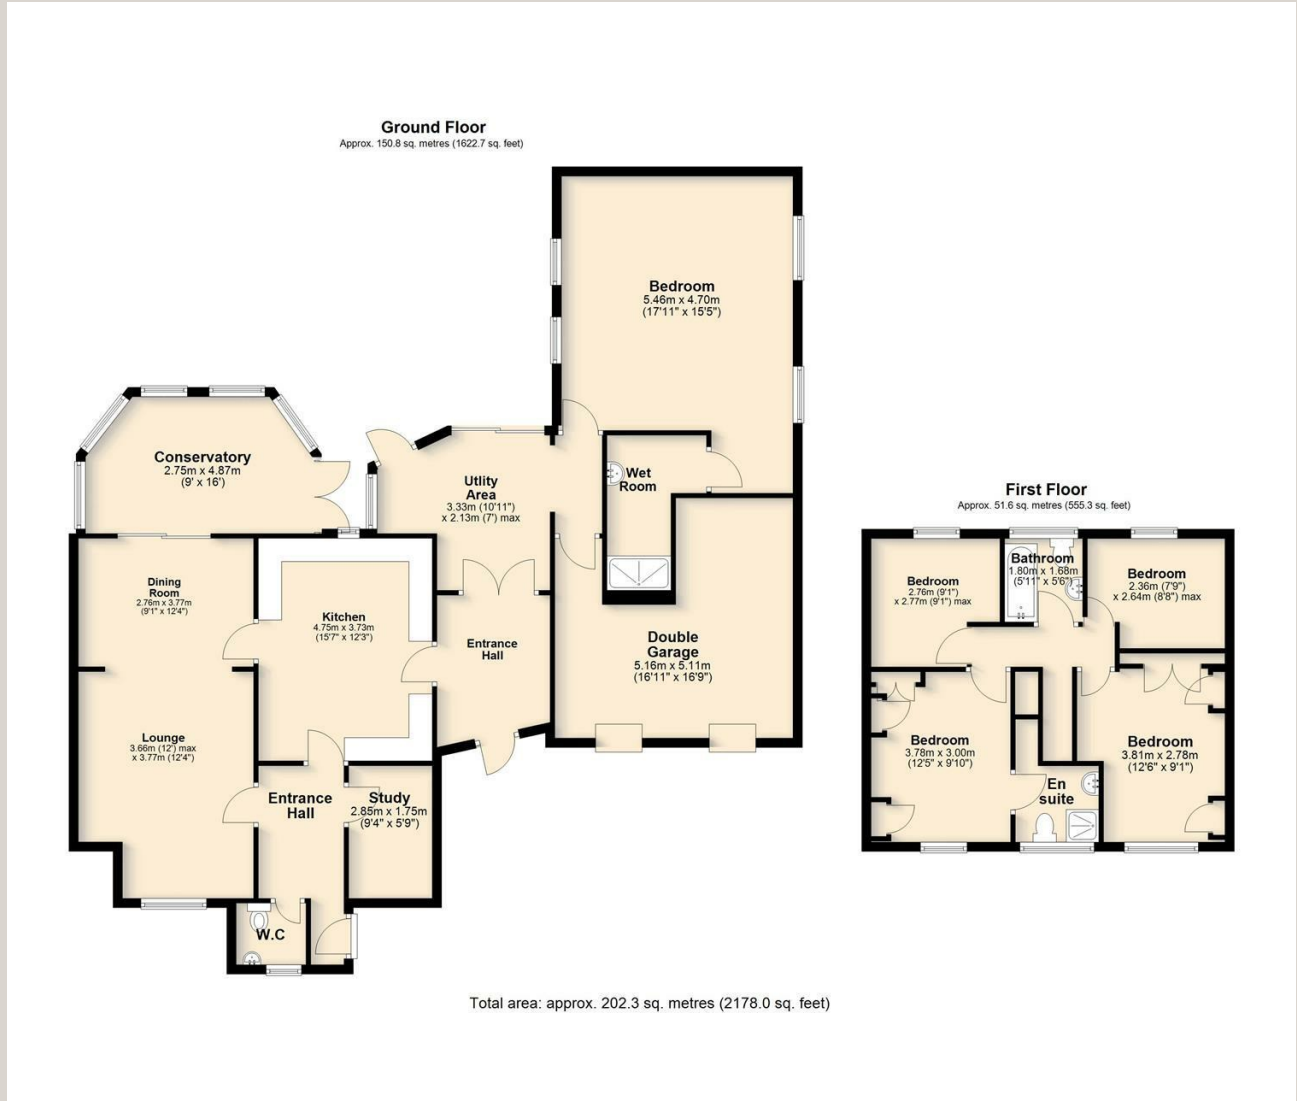 Ground Floor
Approx. 150.8 sq. metres (1622.7 sq. feet)
Bedroom
5.46m x 4.70m
(17'11" x 15'5")
Conservatory
2.75m x 4.87m
(9' x 16')
Utlity
Area
3.33m (10'11")
x 2.13m (7') max
Wet
Room
Dining
Room
2.76m x 3.77m
(9'1" x 12'4")
Kitchen
4.75m x 3.73m
(15'7" x 12'3")
Entrance
Hall
Double
Garage
5.16m x 5.11m
(16'11" x 16'9")
Lounge
3.66m (12') max
x 3.77m (12'4")
Entrance
Hall
Study
2.85m x 1.75m
(9'4" x 5'9")
W.C
First Floor
Approx. 51.6 sq. metres (555.3 sq. feet)
Bedroom
2.76m (9'1")
x 2.77m (9'1") max
Bathroom
1.80m x 1.68m
(5'11" x 5'6")
Bedroom
2.36m (7'9")
x 2.64m (8'8") max
Bedroom
3.78m x 3.00m
(12'5" x 9'10")
En
suite
Bedroom
3.81m x 2.78m
(12'6" x 9'1")
Total area: approx. 202.3 sq. metres (2178.0 sq. feet)